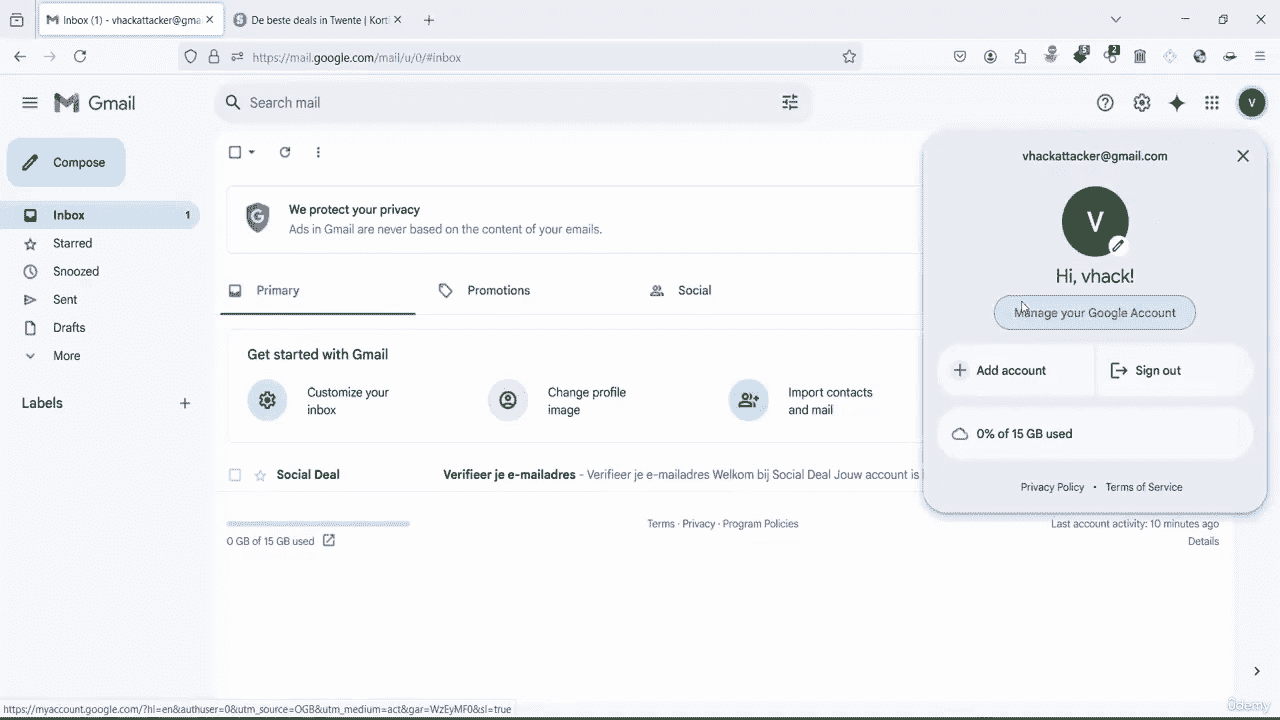 Inbox (1) - vhackattacker@gma
De beste deals in Twente | Kort
https://mail.google.com/mail/u/0/#inbox
5
2
Gmail
Search mail
V
Compose
vhackattacker@gmail.com
We protect your privacy
Ads in Gmail are never based on the content of your emails.
V
Inbox 1
Starred
Snoozed
Sent
Drafts
More
Labels
Hi, vhack!
Primary
Promotions
Social
Manage your Google Account
Get started with Gmail
Customize your
inbox
Change profile
image
Import contacts
and mail
Add account
Sign out
0% of 15 GB used
Social Deal Verifieer je e-mailadres - Verifieer je e-mailadres Welkom bij Social Deal Jouw account is
Privacy Policy • Terms of Service
Terms · Privacy · Program Policies
Last account activity: 10 minutes ago
0 GB of 15 GB used
Details
https://myaccount.google.com/?hl=en&authuser=0&utm_source=OGB&utm_medium=act&gar=WzEyMF0&sl=true
Udemy